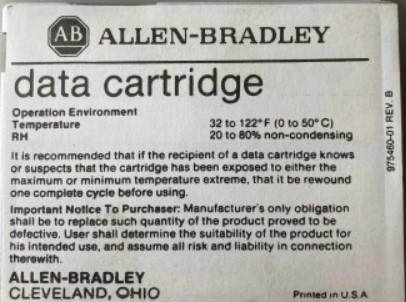 AB ALLEN-BRADLEY
data cartridge
Operation Environment
Temperature 32 to 122°F (0 to 50°C)
RH 20 to 80% non-condensing
It is recommended that if the recipient of a data cartridge knows
or suspects that the cartridge has been exposed to either the
maximum or minimum temperature extreme, that it be rewound
one complete cycle before using.
Important Notice To Purchaser: Manufacturer's only obligation
shall be to replace such quantity of the product proved to be
defective. User shall determine the suitability of the product for
his intended use, and assume all risk and liability in connection
therewith.
ALLEN-BRADLEY
CLEVELAND, OHIO
Printed in U.S.A
975460-01 REV. B